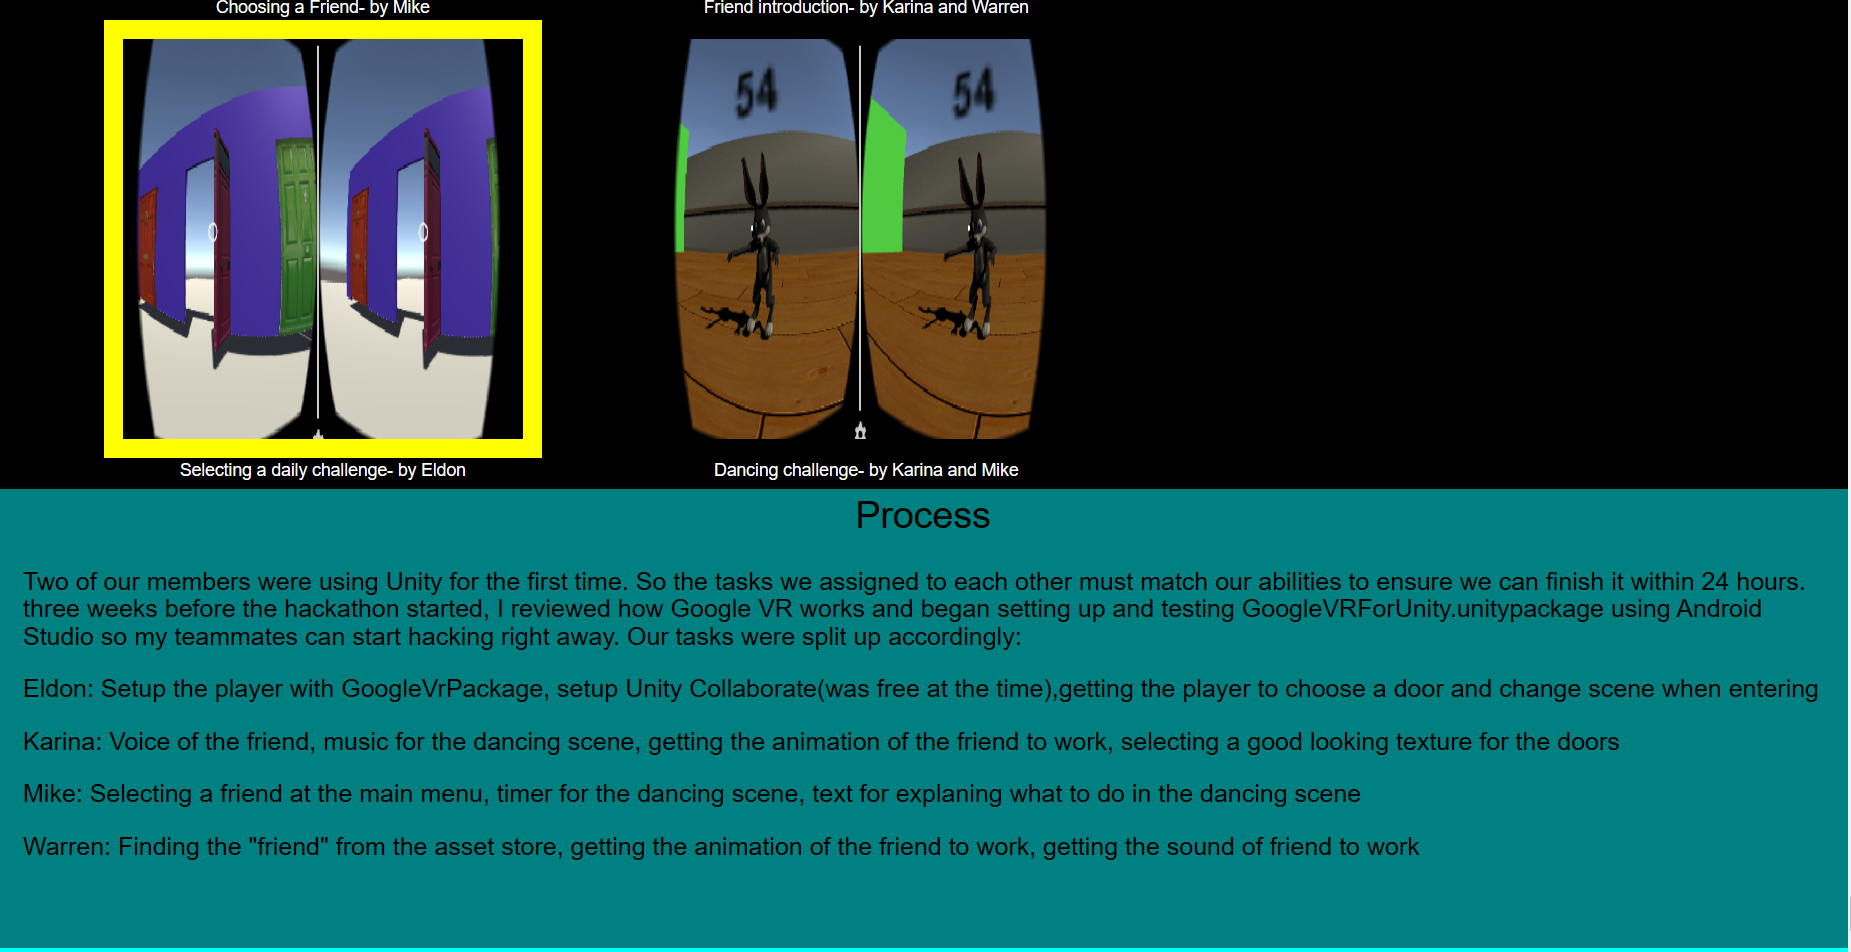 Choosing a Friend- by Mike
Friend introduction- by Karina and Warren
54
54
Selecting a daily challenge- by Eldon
Dancing challenge- by Karina and Mike
Process
Two of our members were using Unity for the first time. So the tasks we assigned to each other must match our abilities to ensure we can finish it within 24 hours.
three weeks before the hackathon started, I reviewed how Google VR works and began setting up and testing GoogleVRForUnity.unitypackage using Android
Studio so my teammates can start hacking right away. Our tasks were split up accordingly:
Eldon: Setup the player with GoogleVrPackage, setup Unity Collaborate(was free at the time),getting the player to choose a door and change scene when entering
Karina: Voice of the friend, music for the dancing scene, getting the animation of the friend to work, selecting a good looking texture for the doors
Mike: Selecting a friend at the main menu, timer for the dancing scene, text for explaning what to do in the dancing scene
Warren: Finding the "friend" from the asset store, getting the animation of the friend to work, getting the sound of friend to work